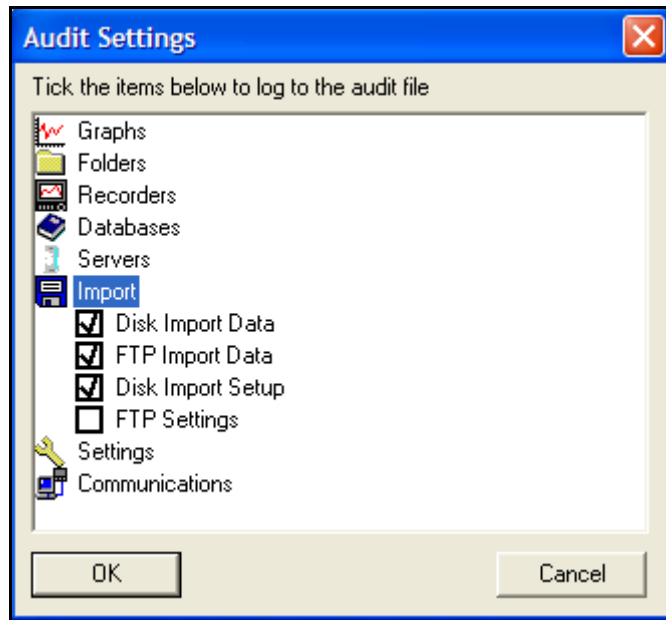 Audit Settings
Tick the items below to log to the audit file
Graphs
Folders
Recorders
Databases
Servers
Import
Disk Import Data
FTP Import Data
Disk Import Setup
FTP Settings
Settings
Communications
OK Cancel